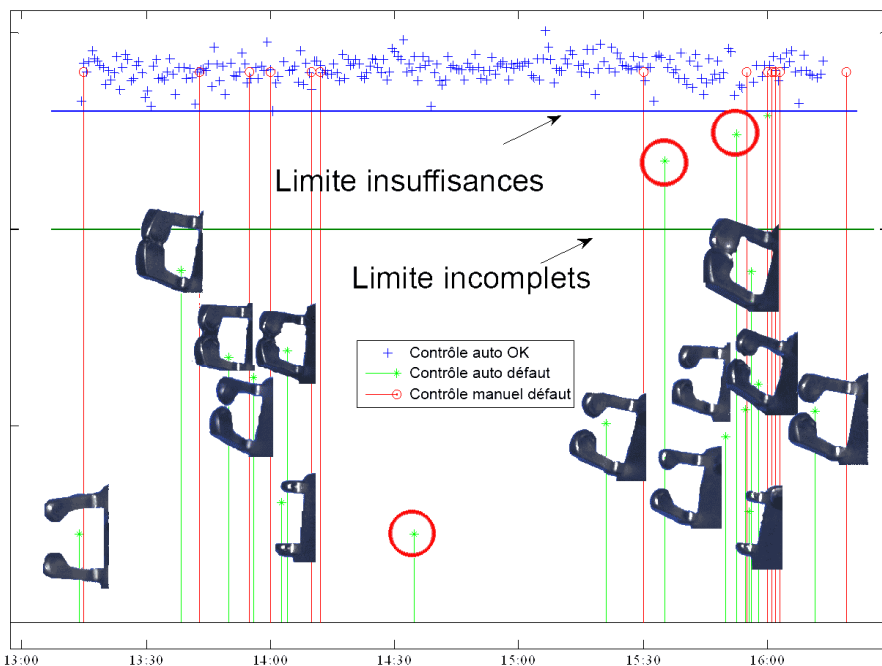 Limite insuffisances
Limite incomplets
Contrôle auto OK
Contrôle auto défaut
Contrôle manuel défaut
13:00 13:30 14:00 14:30 15:00 15:30 16:00